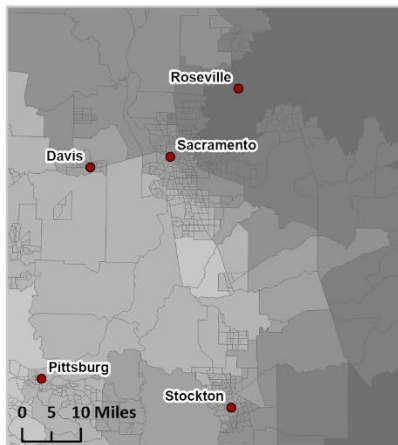 Roseville
Sacramento
Davis
Pittsburg
Stockton
0 5 10 Miles